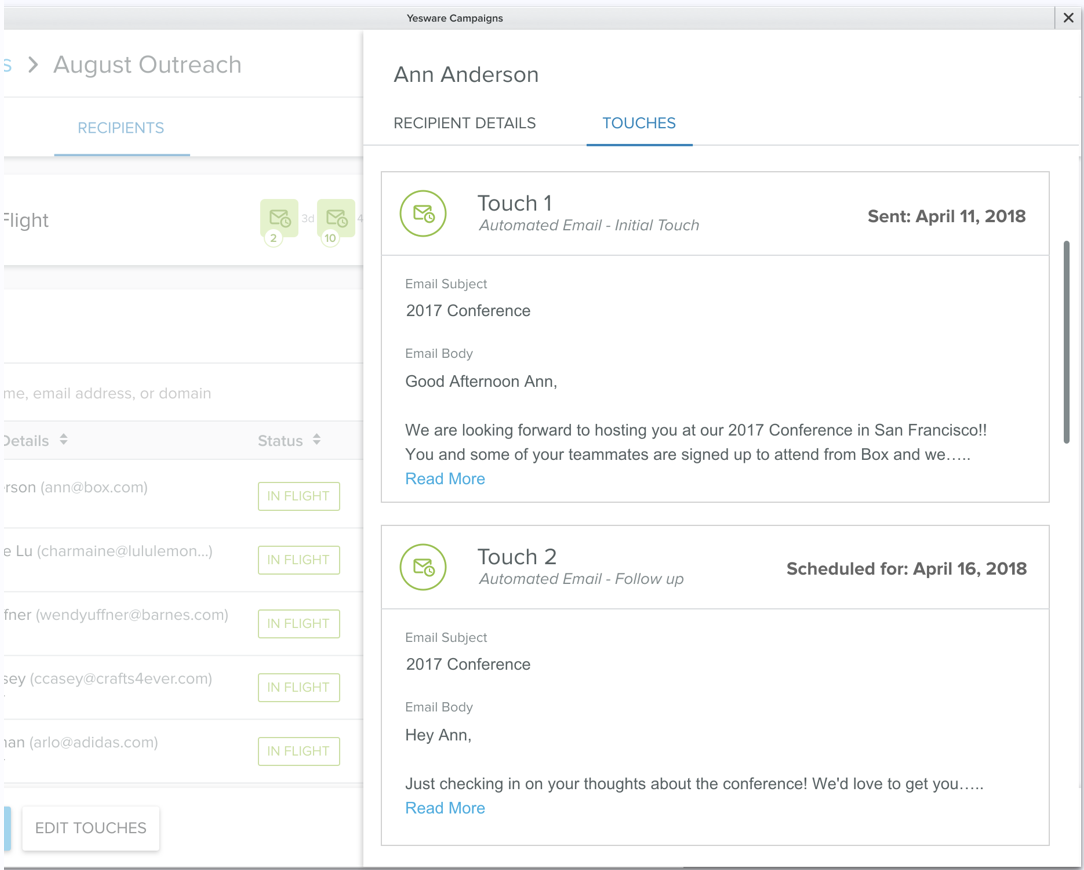 Yesware Campaigns
S > August Outreach
RECIPIENTS
Flight
3d
4
2
10
me, email address, or domain
Details
Status
rson (ann@box.com)
IN FLIGHT
e Lu (charmaine@lululemon...)
IN FLIGHT
fner (wendyuffner@barnes.com)
IN FLIGHT
sey (ccasey@crafts4ever.com)
IN FLIGHT
nan (arlo@adidas.com)
IN FLIGHT
EDIT TOUCHES
Ann Anderson
RECIPIENT DETAILS
TOUCHES
Touch 1
Automated Email - Initial Touch
Sent: April 11, 2018
Email Subject
2017 Conference
Email Body
Good Afternoon Ann,
We are looking forward to hosting you at our 2017 Conference in San Francisco!!
You and some of your teammates are signed up to attend from Box and we.....
Read More
Touch 2
Automated Email - Follow up
Scheduled for: April 16, 2018
Email Subject
2017 Conference
Email Body
Hey Ann,
Just checking in on your thoughts about the conference! We'd love to get you.....
Read More